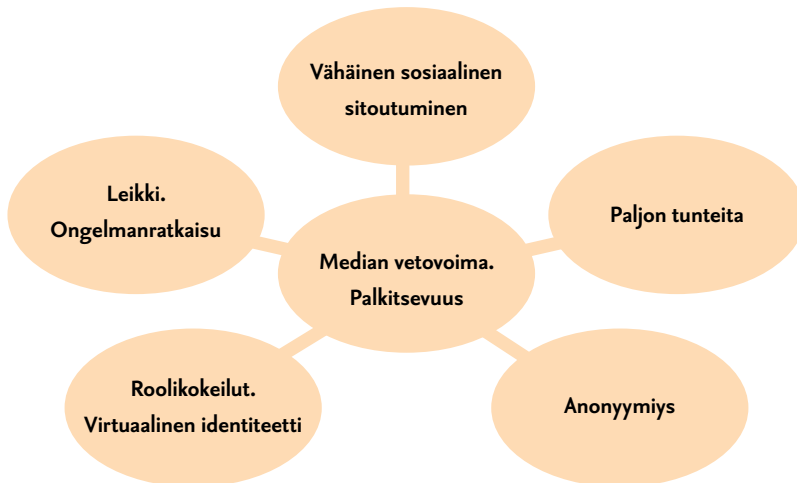 Vähäinen sosiaalinen
sitoutuminen
Leikki.
Ongelmanratkaisu
Paljon tunteita
Median vetovoima.
Palkitsevuus
Roolikokeilut.
Virtuaalinen identiteetti
Anonyymiys